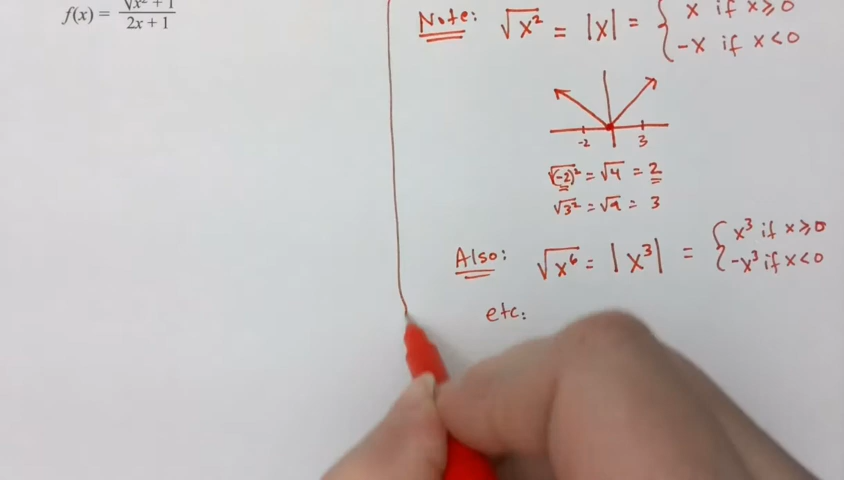 f(x) = √x² + 1 / 2x + 1
Note: √x² = |x| = { x if x ≥ 0
-x if x < 0
-2 3
√(-2)² = √4 = 2
√3² = √9 = 3
Also: √x⁶ = |x³| = { x³ if x ≥ 0
-x³ if x < 0
etc.